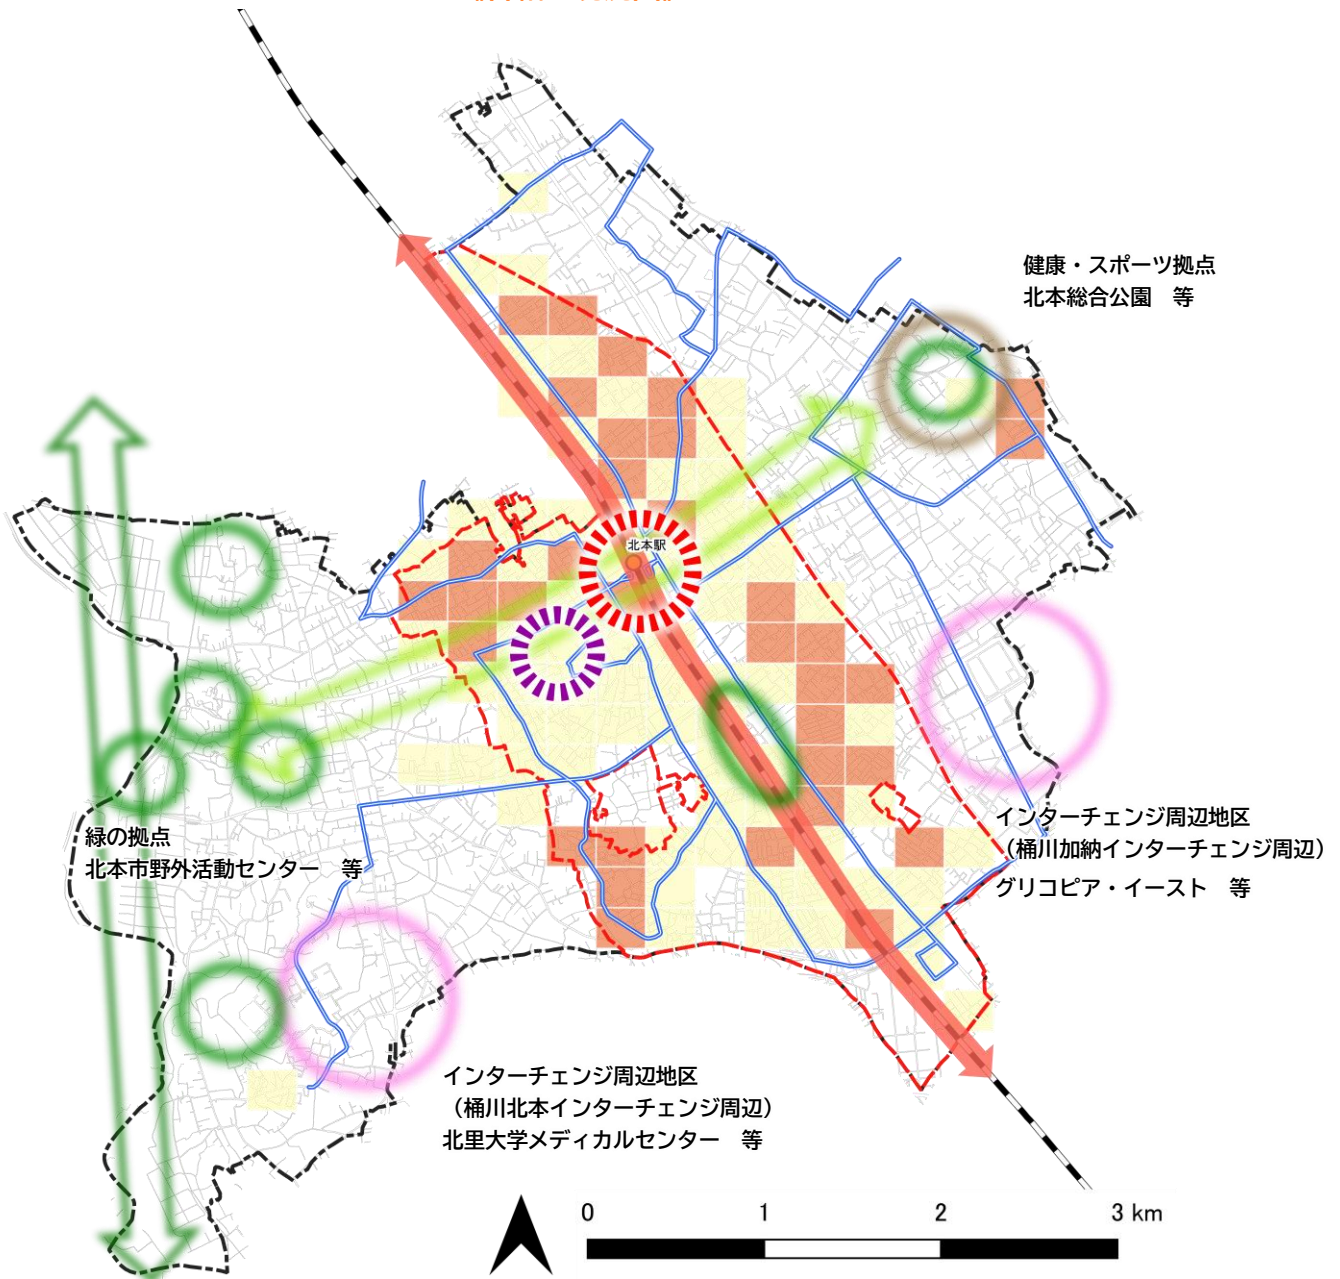 健康・スポーツ拠点
北本総合公園　等
北本駅
緑の拠点
北本市野外活動センター　等
インターチェンジ周辺地区
（桶川加納インターチェンジ周辺）
グリコピア・イースト　等
インターチェンジ周辺地区
（桶川北本インターチェンジ周辺）
北里大学メディカルセンター　等
0 1 2 3 km